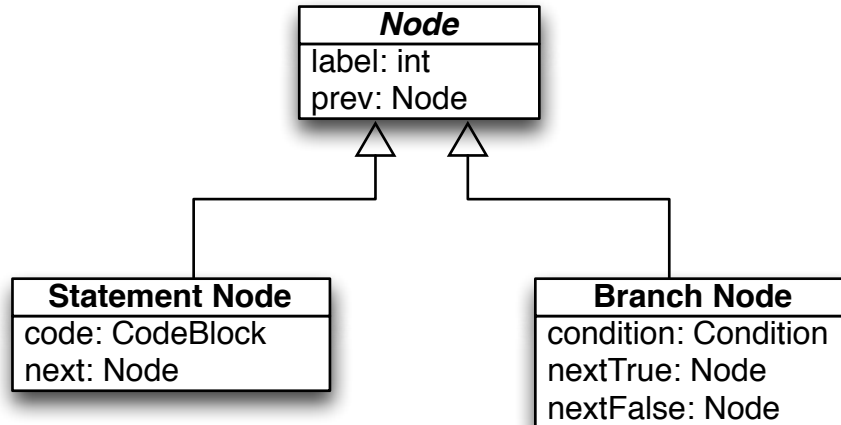 Node
label: int
prev: Node
Statement Node
code: CodeBlock
next: Node
Branch Node
condition: Condition
nextTrue: Node
nextFalse: Node